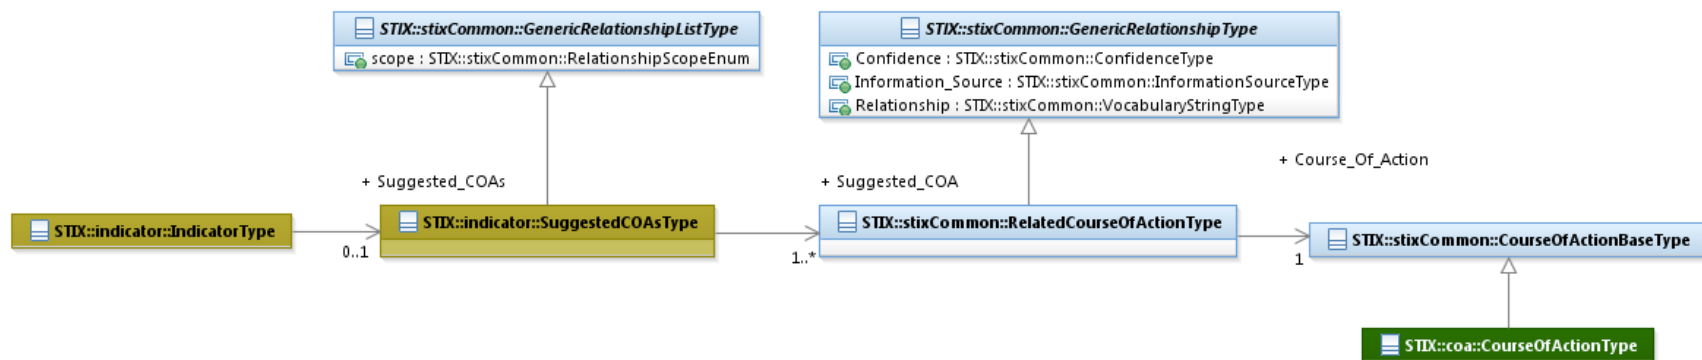 STIX::stixCommon::GenericRelationshipListType
scope : STIX::stixCommon::RelationshipScopeEnum
STIX::stixCommon::GenericRelationshipType
Confidence : STIX::stixCommon::ConfidenceType
Information_Source : STIX::stixCommon::InformationSourceType
Relationship : STIX::stixCommon::VocabularyStringType
+ Suggested_COAs
+ Suggested_COA
+ Course_Of_Action
STIX::indicator::IndicatorType
0..1
STIX::indicator::SuggestedCOAsType
1..*
STIX::stixCommon::RelatedCourseOfActionType
1
STIX::stixCommon::CourseOfActionBaseType
STIX::coa::CourseOfActionType